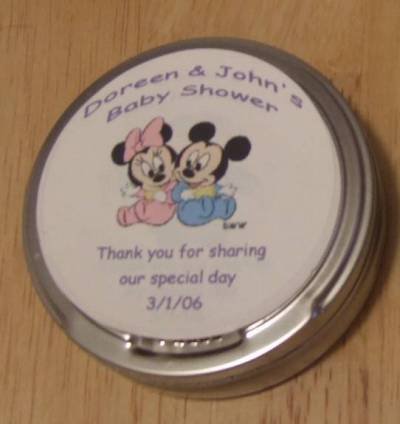 Doreen & John's
Baby Shower
Thank you for sharing
our special day
3/1/06